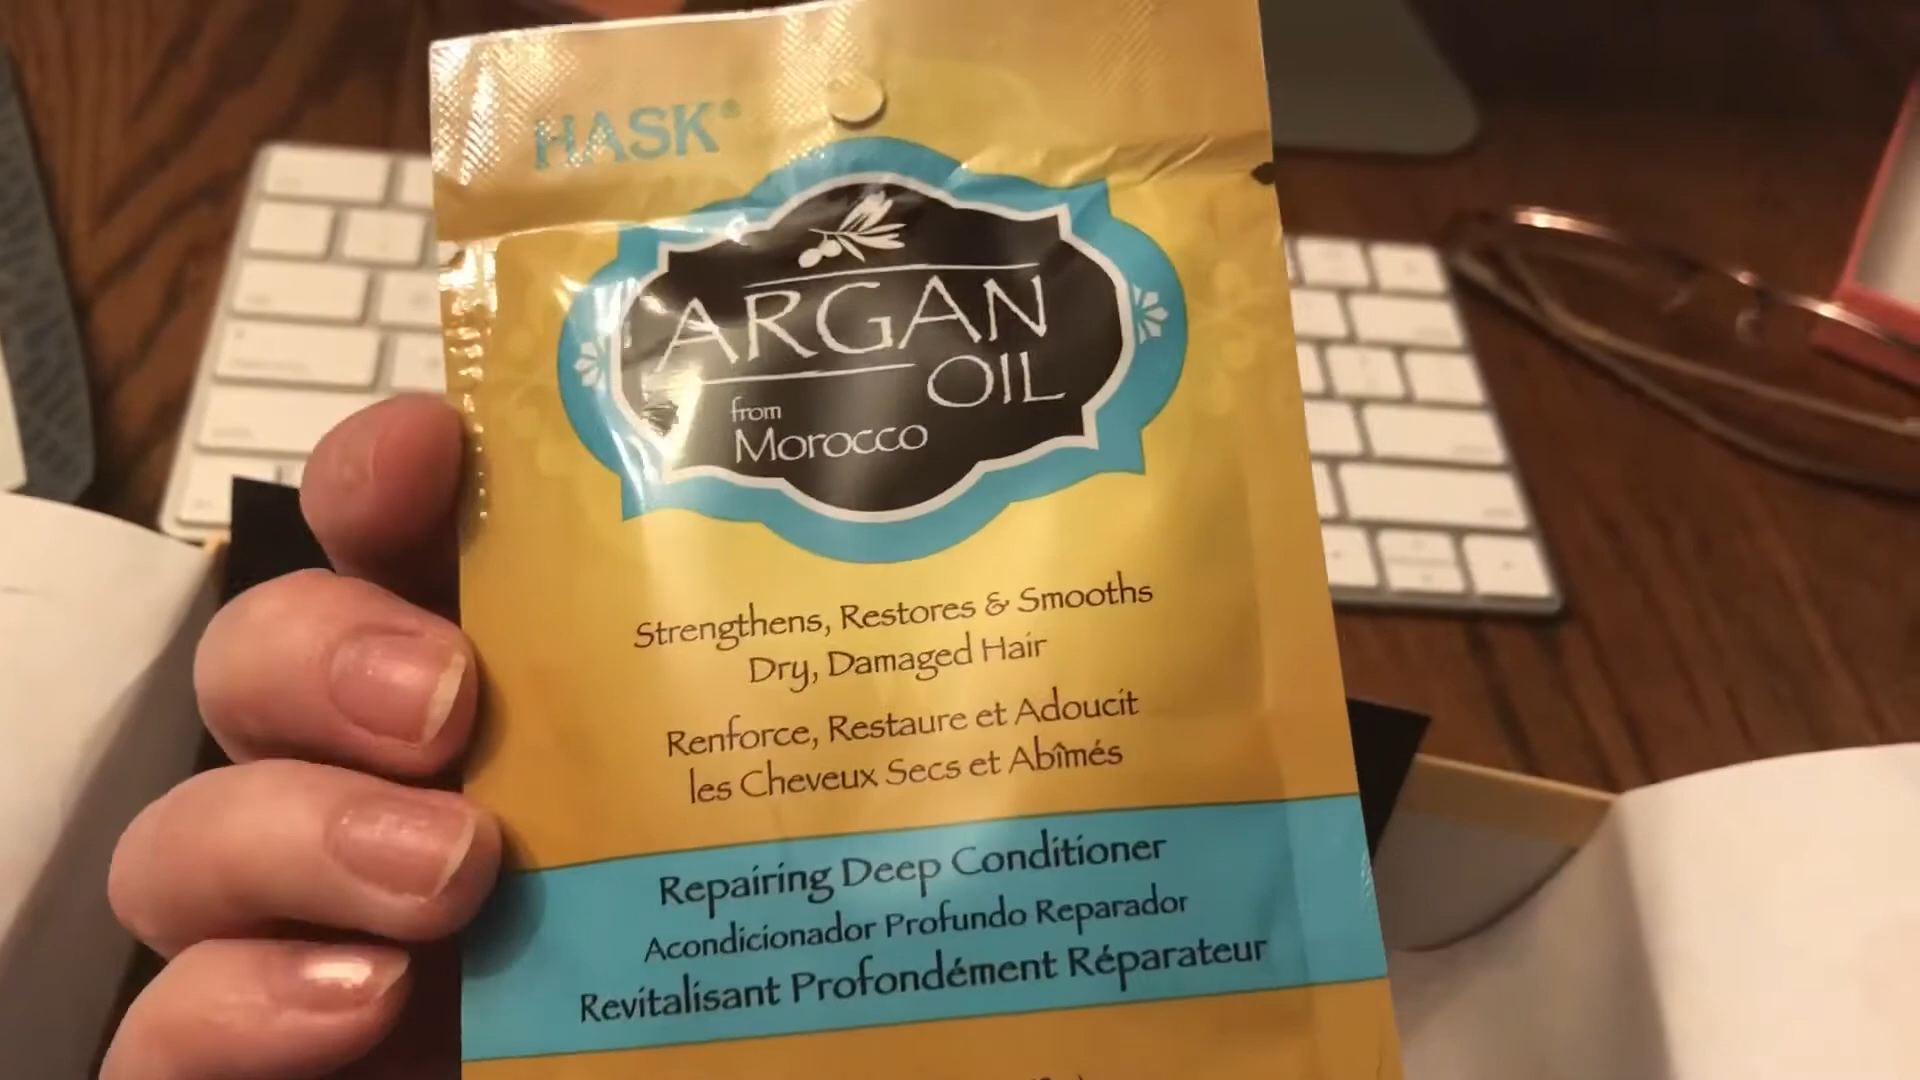 HASK®
ARGAN
OIL
from
Morocco
Strengthens, Restores & Smooths
Dry, Damaged Hair
Renforce, Restaure et Adoucit
les Cheveux Secs et Abîmés
Repairing Deep Conditioner
Acondicionador Profundo Reparador
Revitalisant Profondément Réparateur